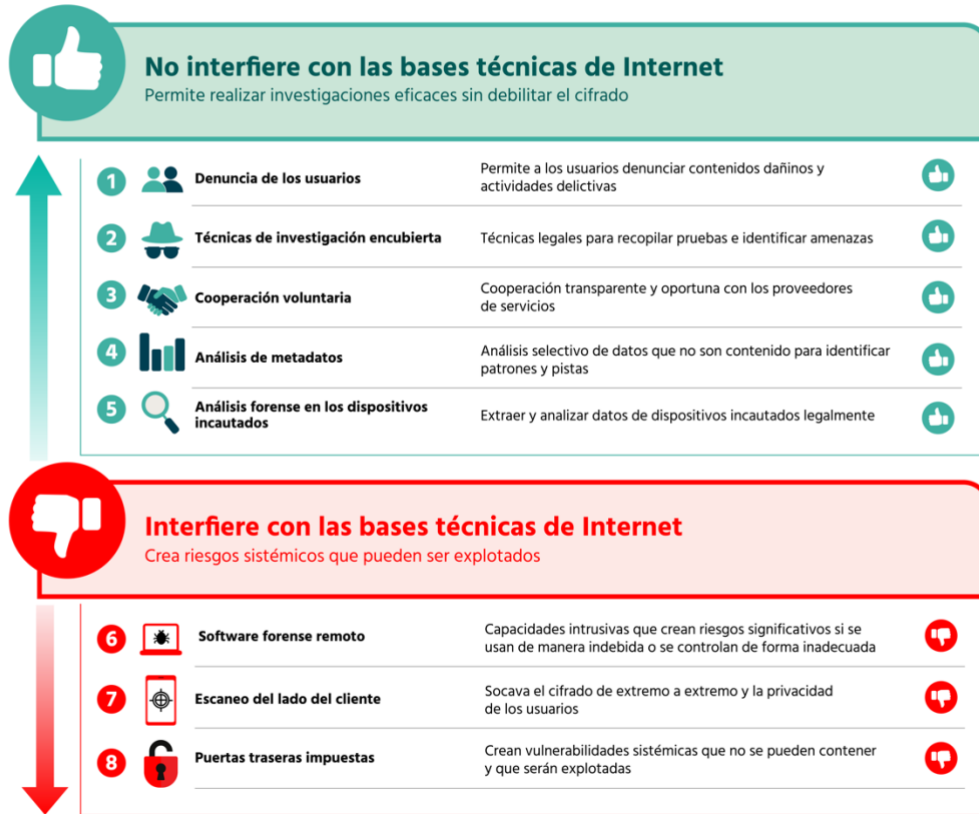 No interfiere con las bases técnicas de Internet
Permite realizar investigaciones eficaces sin debilitar el cifrado
1
Denuncia de los usuarios
Permite a los usuarios denunciar contenidos dañinos y
actividades delictivas
2
Técnicas de investigación encubierta
Técnicas legales para recopilar pruebas e identificar amenazas
3
Cooperación voluntaria
Cooperación transparente y oportuna con los proveedores
de servicios
4
Análisis de metadatos
Análisis selectivo de datos que no son contenido para identificar
patrones y pistas
5
Análisis forense en los dispositivos
incautados
Extraer y analizar datos de dispositivos incautados legalmente
Interfiere con las bases técnicas de Internet
Crea riesgos sistémicos que pueden ser explotados
6
Software forense remoto
Capacidades intrusivas que crean riesgos significativos si se
usan de manera indebida o se controlan de forma inadecuada
7
Escaneo del lado del cliente
Socava el cifrado de extremo a extremo y la privacidad
de los usuarios
8
Puertas traseras impuestas
Crean vulnerabilidades sistémicas que no se pueden contener
y que serán explotadas